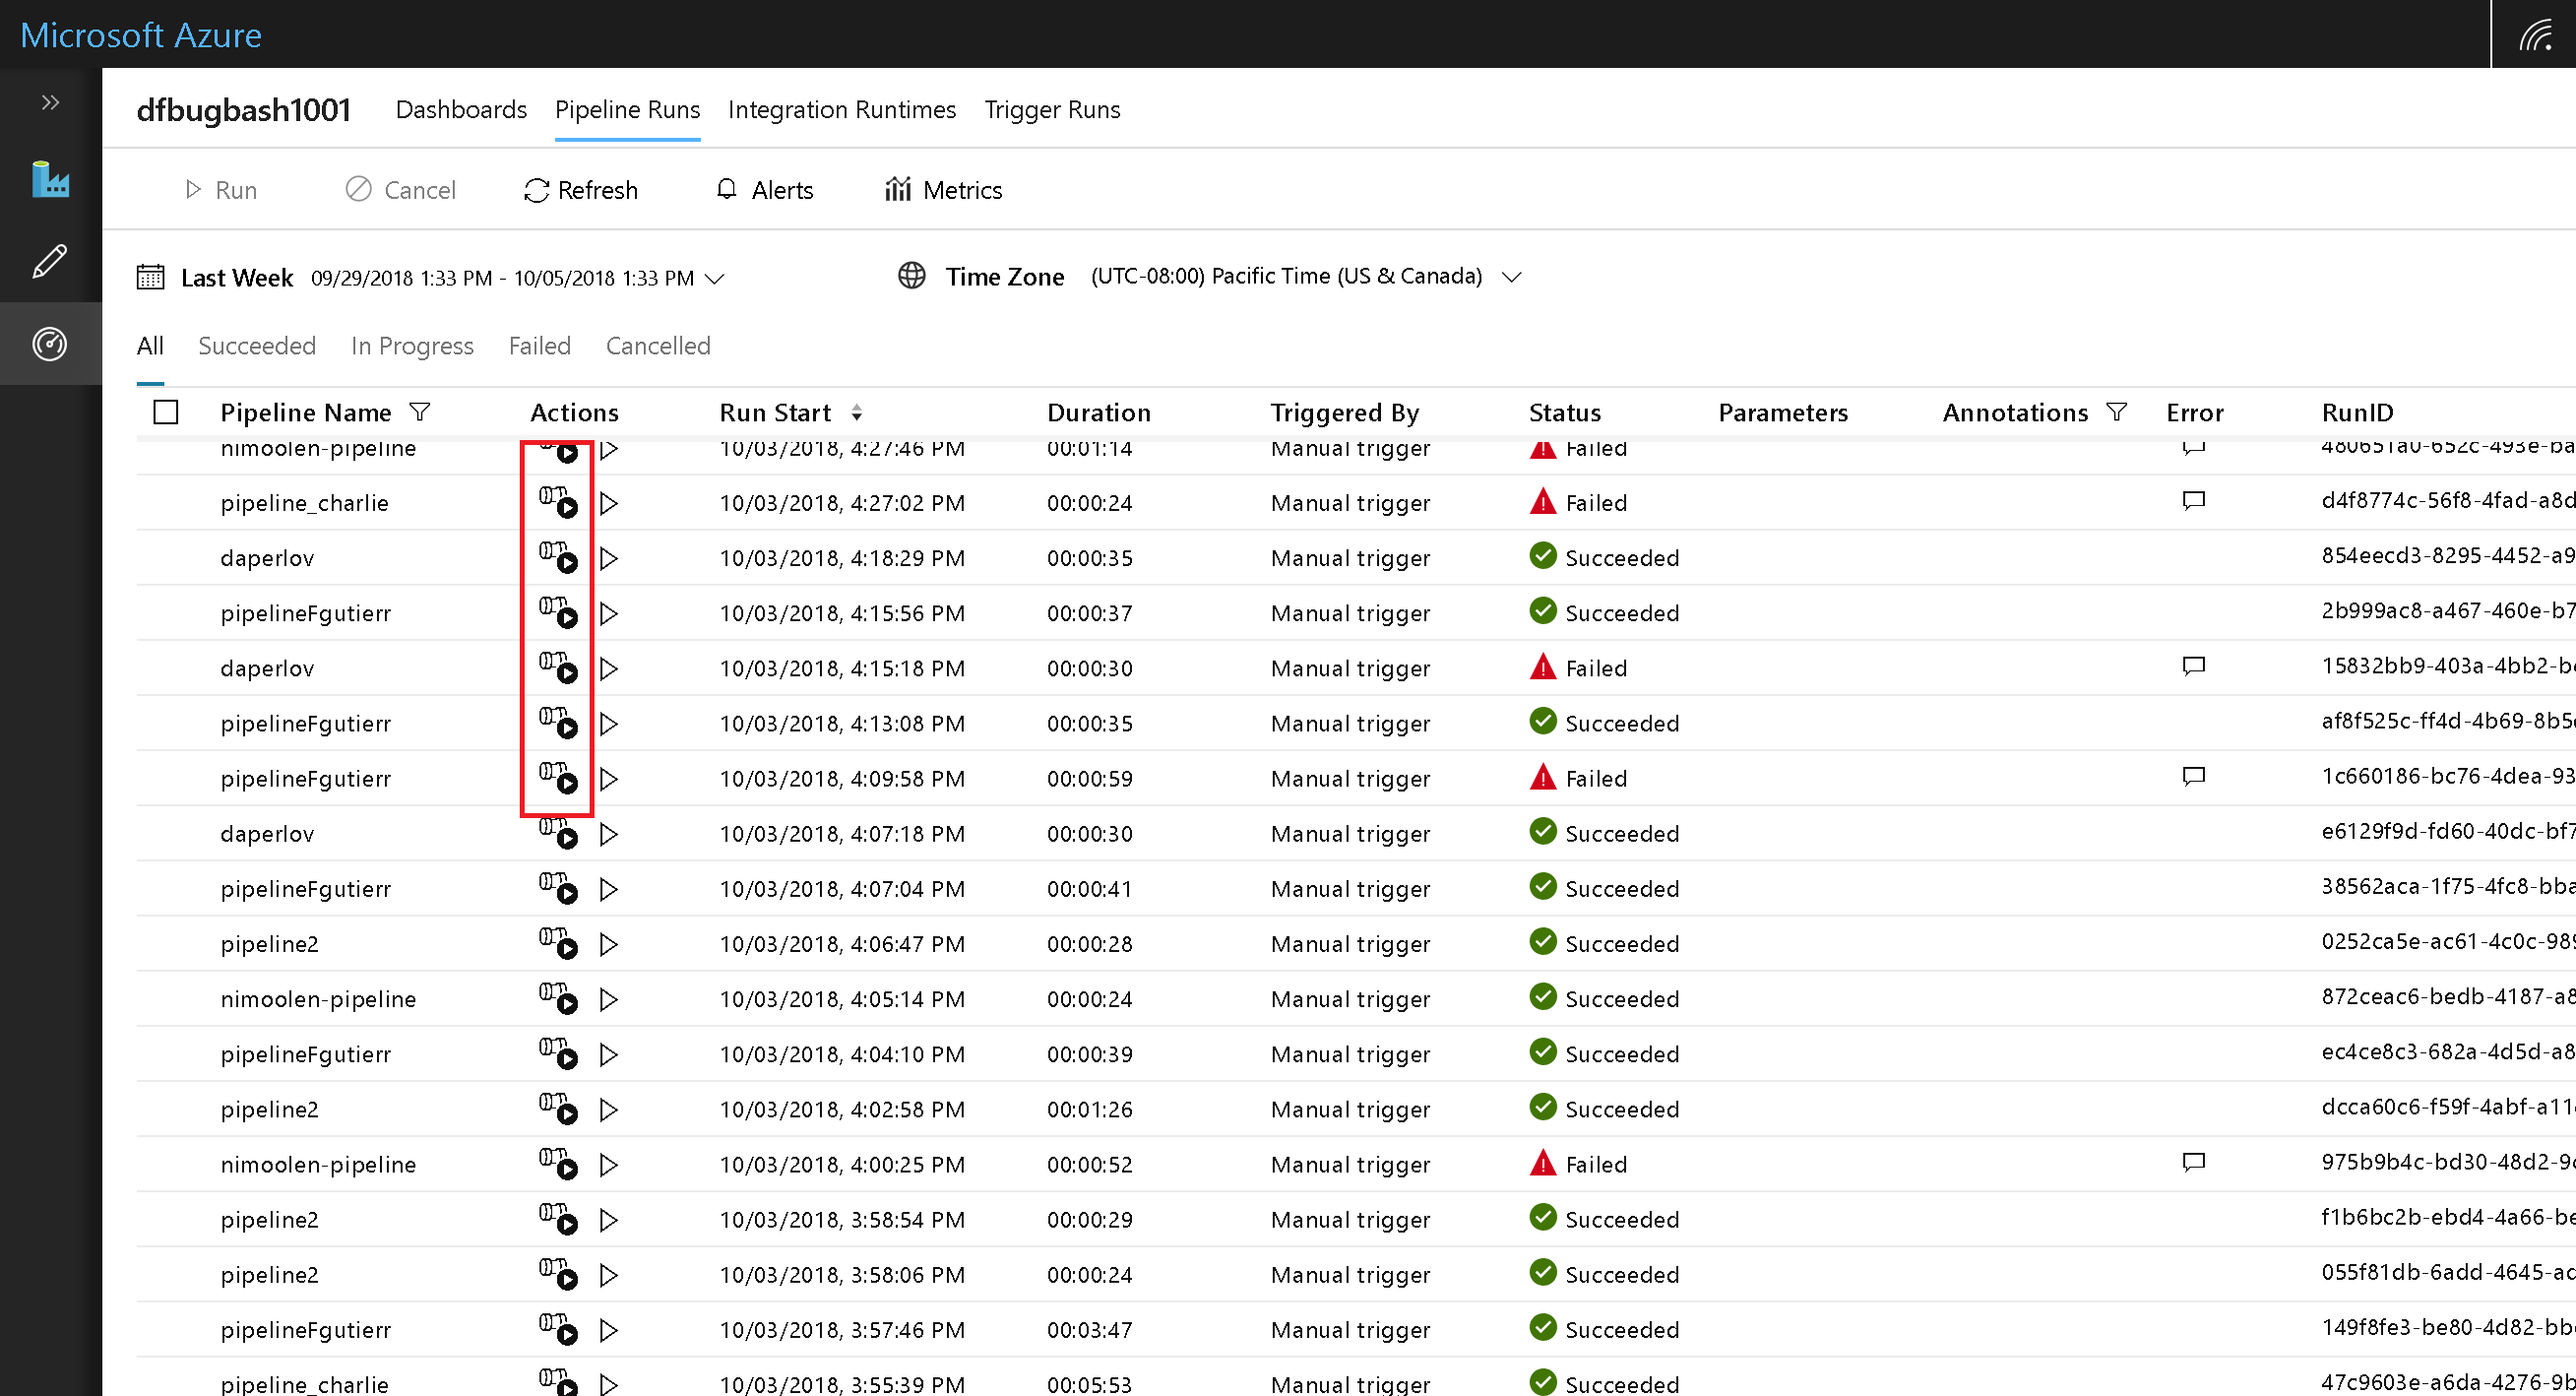 Microsoft Azure
dfbugbash1001 Dashboards Pipeline Runs Integration Runtimes Trigger Runs
Run Cancel Refresh Alerts Metrics
Last Week 09/29/2018 1:33 PM - 10/05/2018 1:33 PM Time Zone (UTC-08:00) Pacific Time (US & Canada)
All Succeeded In Progress Failed Cancelled
Pipeline Name Actions Run Start Duration Triggered By Status Parameters Annotations Error RunID
nimoolen-pipeline 10/03/2018, 4:27:46 PM 00:01:14 Manual trigger Failed 480651a0-652c-493e-ba
pipeline_charlie 10/03/2018, 4:27:02 PM 00:00:24 Manual trigger Failed d4f8774c-56f8-4fad-a8d
daperlov 10/03/2018, 4:18:29 PM 00:00:35 Manual trigger Succeeded 854eecd3-8295-4452-a9
pipelineFgutierr 10/03/2018, 4:15:56 PM 00:00:37 Manual trigger Succeeded 2b999ac8-a467-460e-b7
daperlov 10/03/2018, 4:15:18 PM 00:00:30 Manual trigger Failed 15832bb9-403a-4bb2-b
pipelineFgutierr 10/03/2018, 4:13:08 PM 00:00:35 Manual trigger Succeeded af8f525c-ff4d-4b69-8b5
pipelineFgutierr 10/03/2018, 4:09:58 PM 00:00:59 Manual trigger Failed 1c660186-bc76-4dea-93
daperlov 10/03/2018, 4:07:18 PM 00:00:30 Manual trigger Succeeded e6129f9d-fd60-40dc-bf7
pipelineFgutierr 10/03/2018, 4:07:04 PM 00:00:41 Manual trigger Succeeded 38562aca-1f75-4fc8-bba
pipeline2 10/03/2018, 4:06:47 PM 00:00:28 Manual trigger Succeeded 0252ca5e-ac61-4c0c-989
nimoolen-pipeline 10/03/2018, 4:05:14 PM 00:00:24 Manual trigger Succeeded 872ceac6-bedb-4187-a8
pipelineFgutierr 10/03/2018, 4:04:10 PM 00:00:39 Manual trigger Succeeded ec4ce8c3-682a-4d5d-a8
pipeline2 10/03/2018, 4:02:58 PM 00:01:26 Manual trigger Succeeded dcca60c6-f59f-4abf-a11
nimoolen-pipeline 10/03/2018, 4:00:25 PM 00:00:52 Manual trigger Failed 975b9b4c-bd30-48d2-9
pipeline2 10/03/2018, 3:58:54 PM 00:00:29 Manual trigger Succeeded f1b6bc2b-ebd4-4a66-be
pipeline2 10/03/2018, 3:58:06 PM 00:00:24 Manual trigger Succeeded 055f81db-6add-4645-ac
pipelineFgutierr 10/03/2018, 3:57:46 PM 00:03:47 Manual trigger Succeeded 149f8fe3-be80-4d82-bb
pipeline_charlie 10/03/2018, 3:55:39 PM 00:05:53 Manual trigger Succeeded 47c9603e-a6da-4276-9b